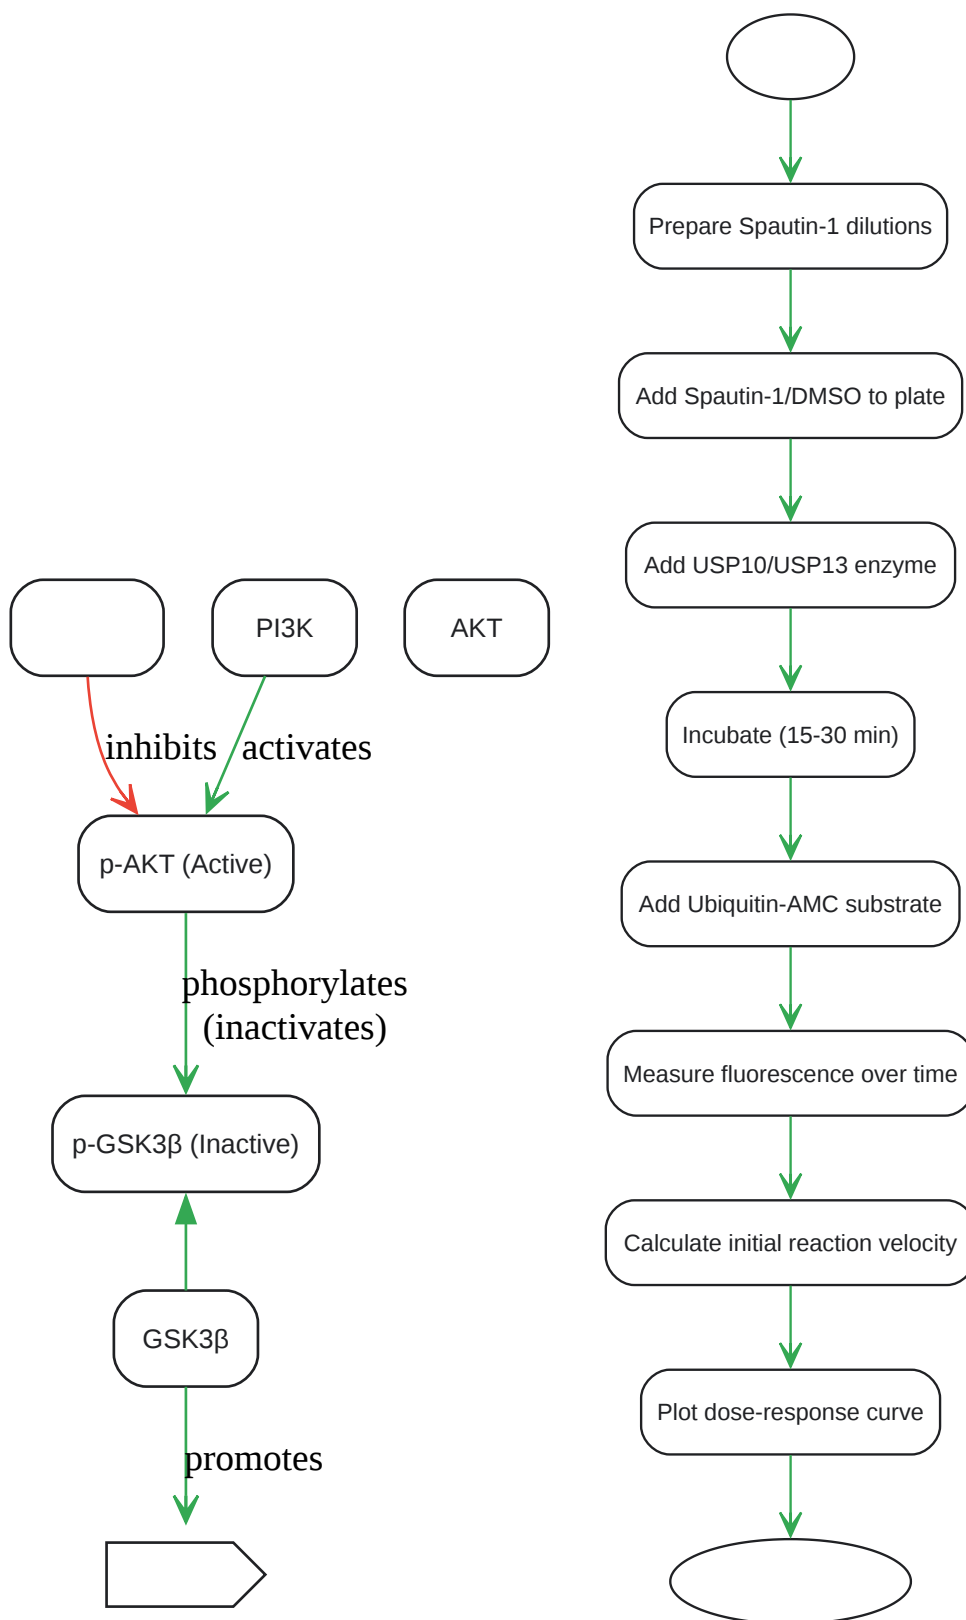 PI3K
AKT
inhibits
activates
p-AKT (Active)
phosphorylates
(inactivates)
p-GSK3β (Inactive)
GSK3β
promotes
Prepare Spautin-1 dilutions
Add Spautin-1/DMSO to plate
Add USP10/USP13 enzyme
Incubate (15-30 min)
Add Ubiquitin-AMC substrate
Measure fluorescence over time
Calculate initial reaction velocity
Plot dose-response curve